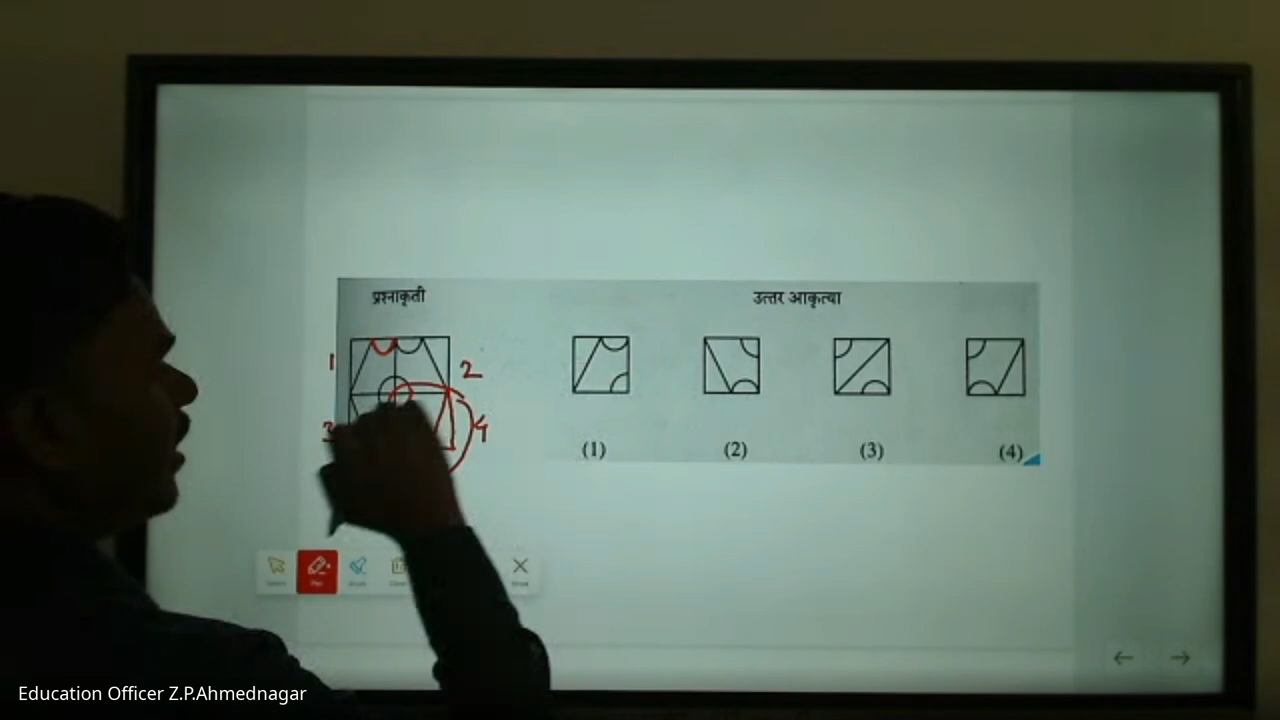 प्रश्नाकृती
उत्तर आकृत्या
1
2
3
4
(1)
(2)
(3)
(4)
Education Officer Z.P.Ahmednagar